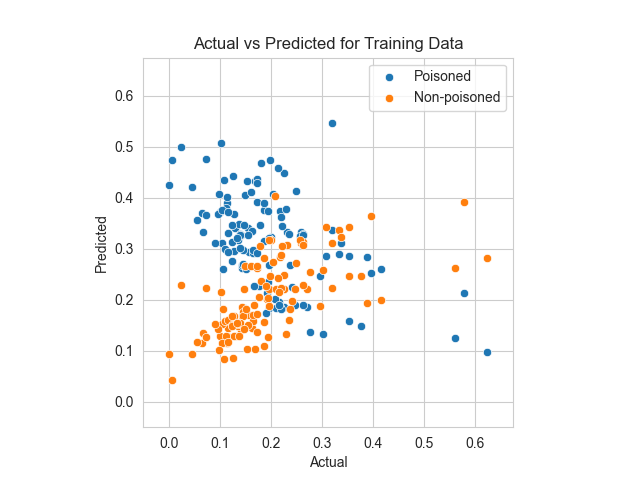 Actual vs Predicted for Training Data
Poisoned
Non-poisoned
0.6
0.5
0.4
0.3
0.2
0.1
0.0
Predicted
0.0 0.1 0.2 0.3 0.4 0.5 0.6
Actual